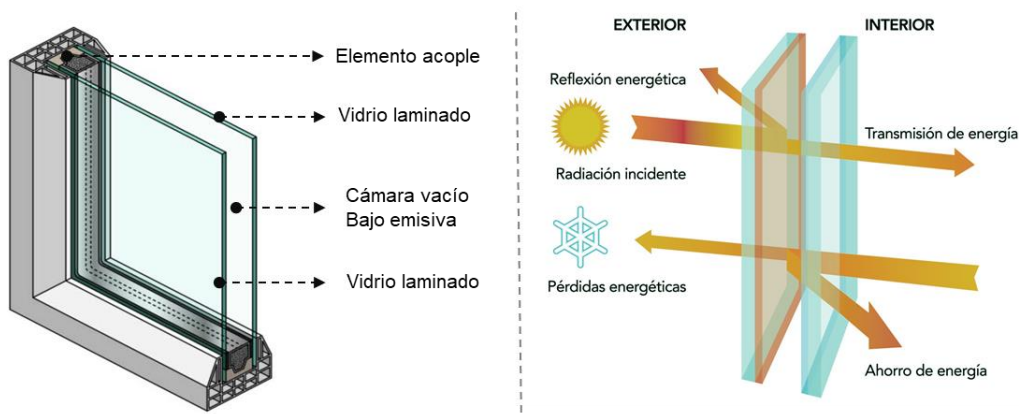 Elemento acople
Vidrio laminado
Cámara vacío
Bajo emisiva
Vidrio laminado
EXTERIOR
INTERIOR
Reflexión energética
Transmisión de energía
Radiación incidente
Pérdidas energéticas
Ahorro de energía